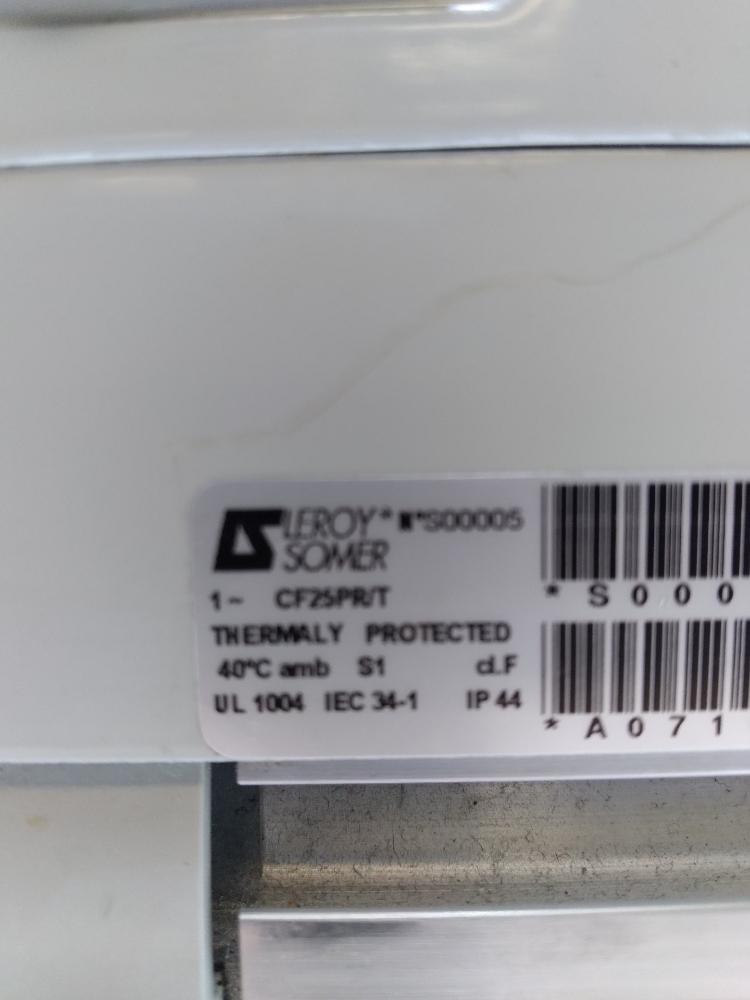 LEROY® N°S00005
SOMER
1~ CF25PR/T
THERMALY PROTECTED
40°C amb S1 cl.F
UL 1004 IEC 34-1 IP 44
*S000
*A071